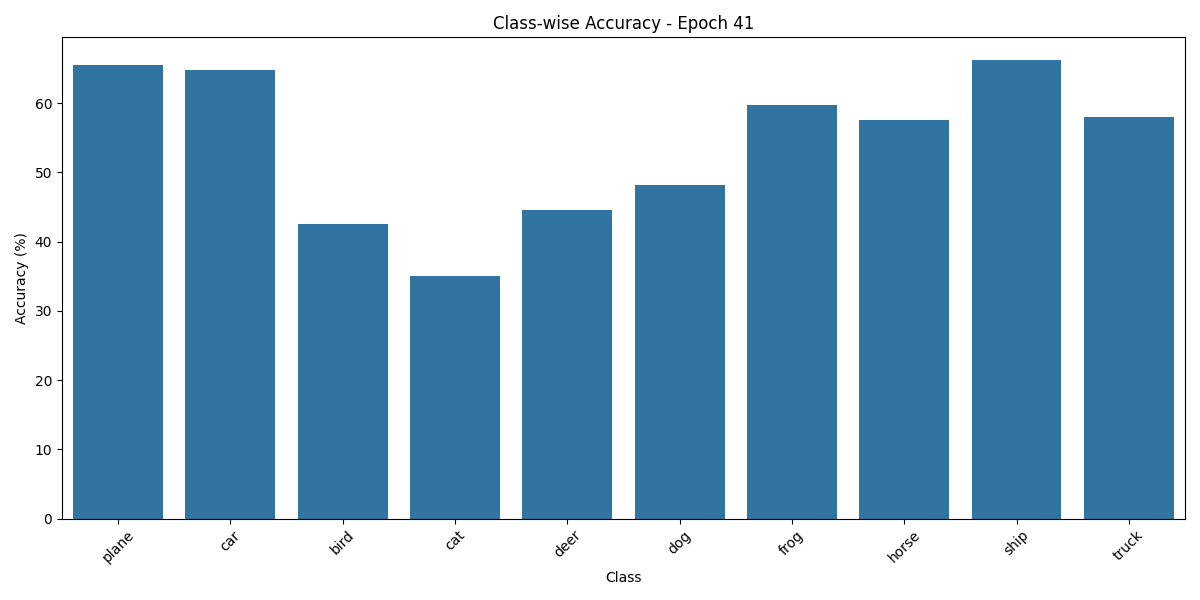 Class-wise Accuracy - Epoch 41
Accuracy (%)
60
50
40
30
20
10
0
plane
car
bird
cat
deer
dog
frog
horse
ship
truck
Class